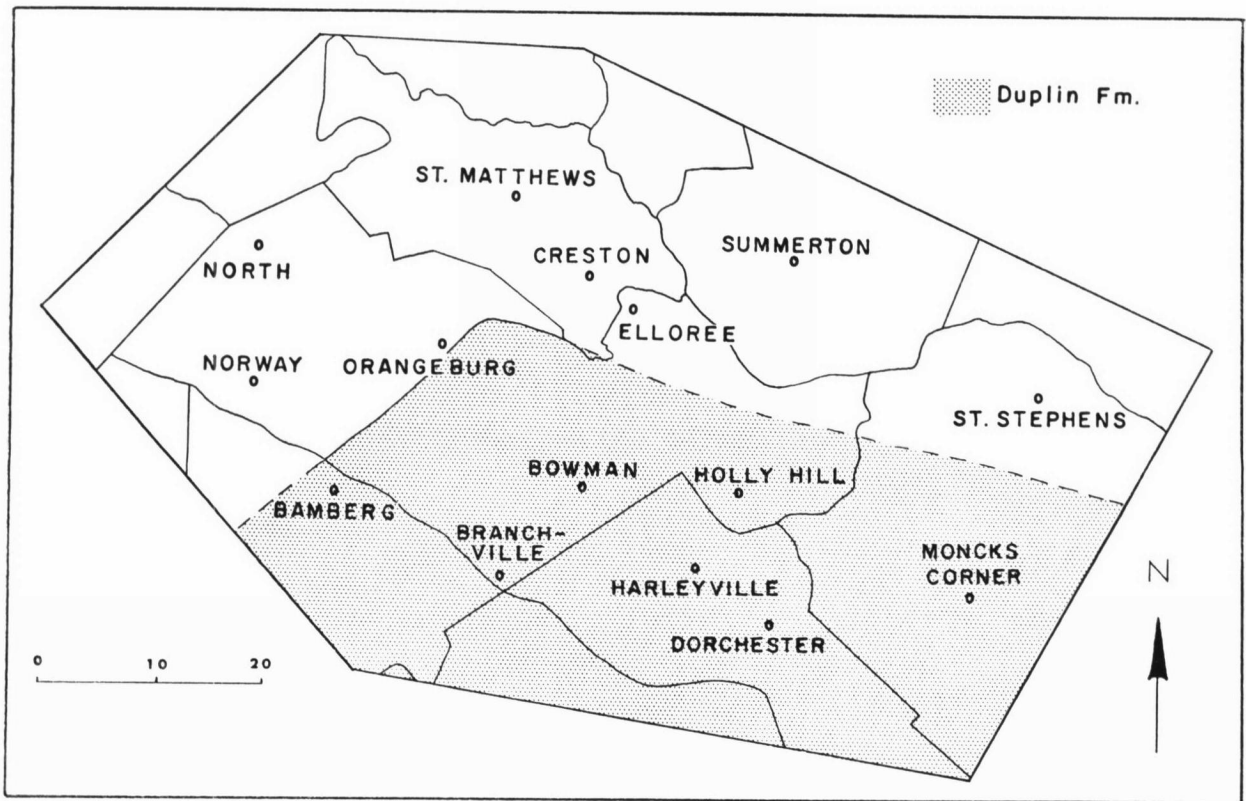 Duplin Fm.
ST. MATTHEWS
CRESTON
SUMMERTON
NORTH
ELLOREE
NORWAY
ORANGEBURG
ST. STEPHENS
BOWMAN
HOLLY HILL
BAMBERG
BRANCH-
VILLE
MONCKS
CORNER
HARLEYVILLE
DORCHESTER
N
0 10 20